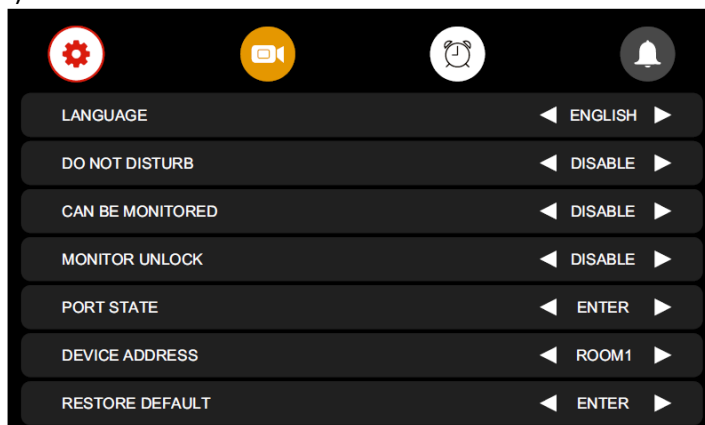 LANGUAGE ENGLISH
DO NOT DISTURB DISABLE
CAN BE MONITORED DISABLE
MONITOR UNLOCK DISABLE
PORT STATE ENTER
DEVICE ADDRESS ROOM1
RESTORE DEFAULT ENTER